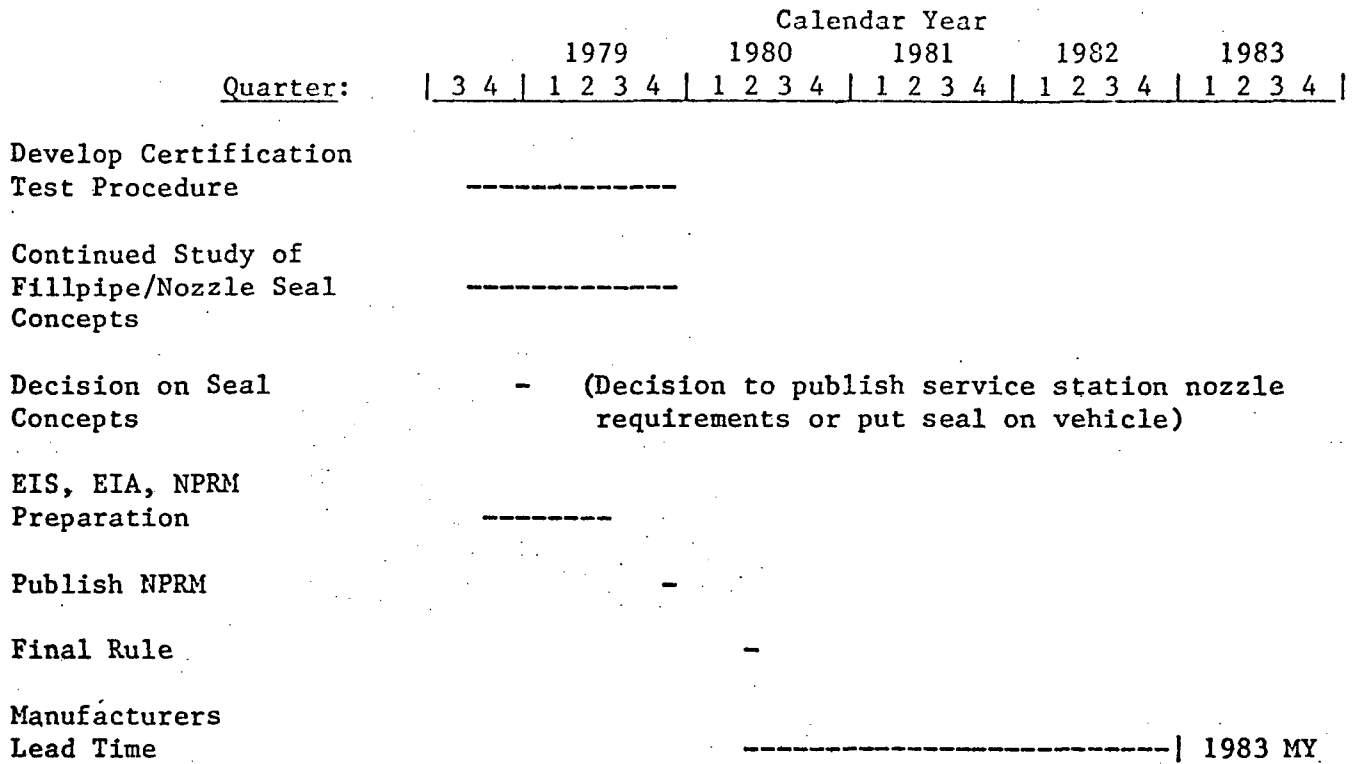 Calendar Year
1979 1980 1981 1982 1983
Quarter: | 3 4 | 1 2 3 4 | 1 2 3 4 | 1 2 3 4 | 1 2 3 4 | 1 2 3 4 |
Develop Certification
Test Procedure -------------
Continued Study of
Fillpipe/Nozzle Seal -------------
Concepts
Decision on Seal - (Decision to publish service station nozzle
Concepts requirements or put seal on vehicle)
EIS, EIA, NPRM
Preparation --------
Publish NPRM -
Final Rule -
Manufacturers
Lead Time --------------------------| 1983 MY